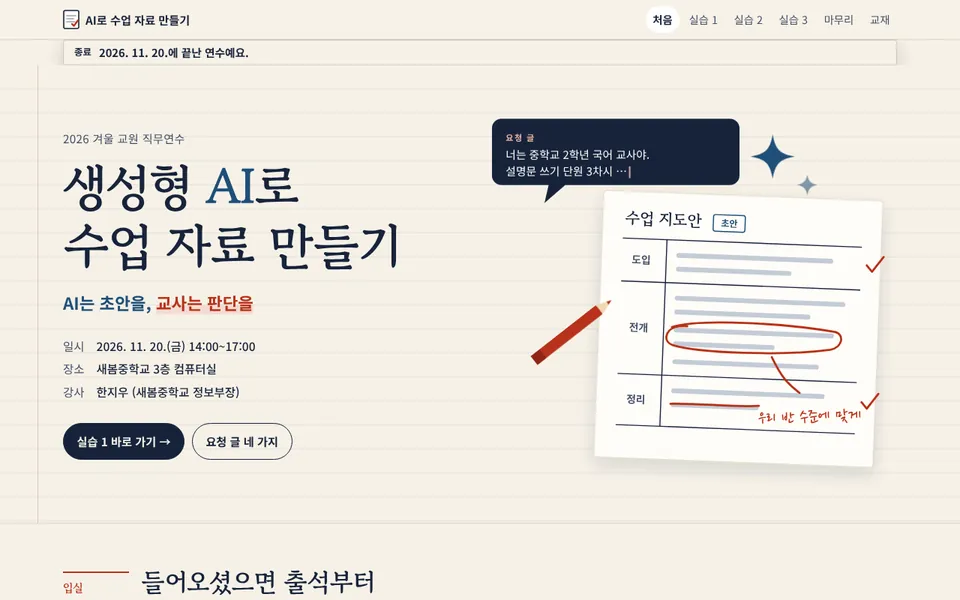 AI로 수업 자료 만들기
처음 실습 1 실습 2 실습 3 마무리 교재
종료 2026. 11. 20.에 끝난 연수예요.
2026 겨울 교원 직무연수
생성형 AI로
수업 자료 만들기
AI는 초안을, 교사는 판단을
일시 2026. 11. 20.(금) 14:00~17:00
장소 새봄중학교 3층 컴퓨터실
강사 한지우 (새봄중학교 정보부장)
실습 1 바로 가기 →
요청 글 네 가지
요청 글
너는 중학교 2학년 국어 교사야.
설명문 쓰기 단원 3차시 ···|
수업 지도안 초안
도입
전개
정리
우리 반 수준에 맞게
입실
들어오셨으면 출석부터